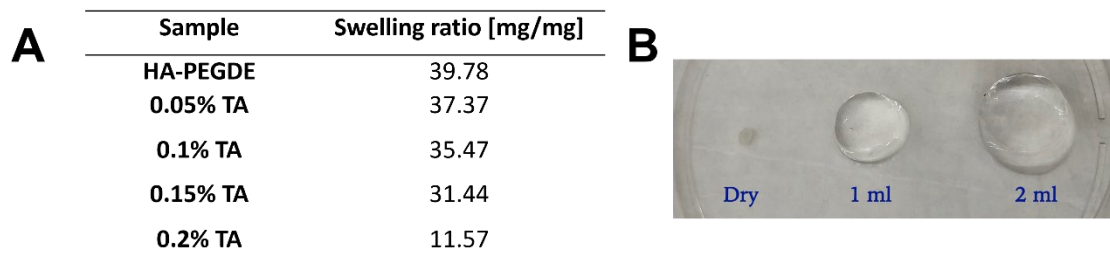 A
Sample Swelling ratio [mg/mg]
HA-PEGDE 39.78
0.05% TA 37.37
0.1% TA 35.47
0.15% TA 31.44
0.2% TA 11.57
B
Dry 1 ml 2 ml